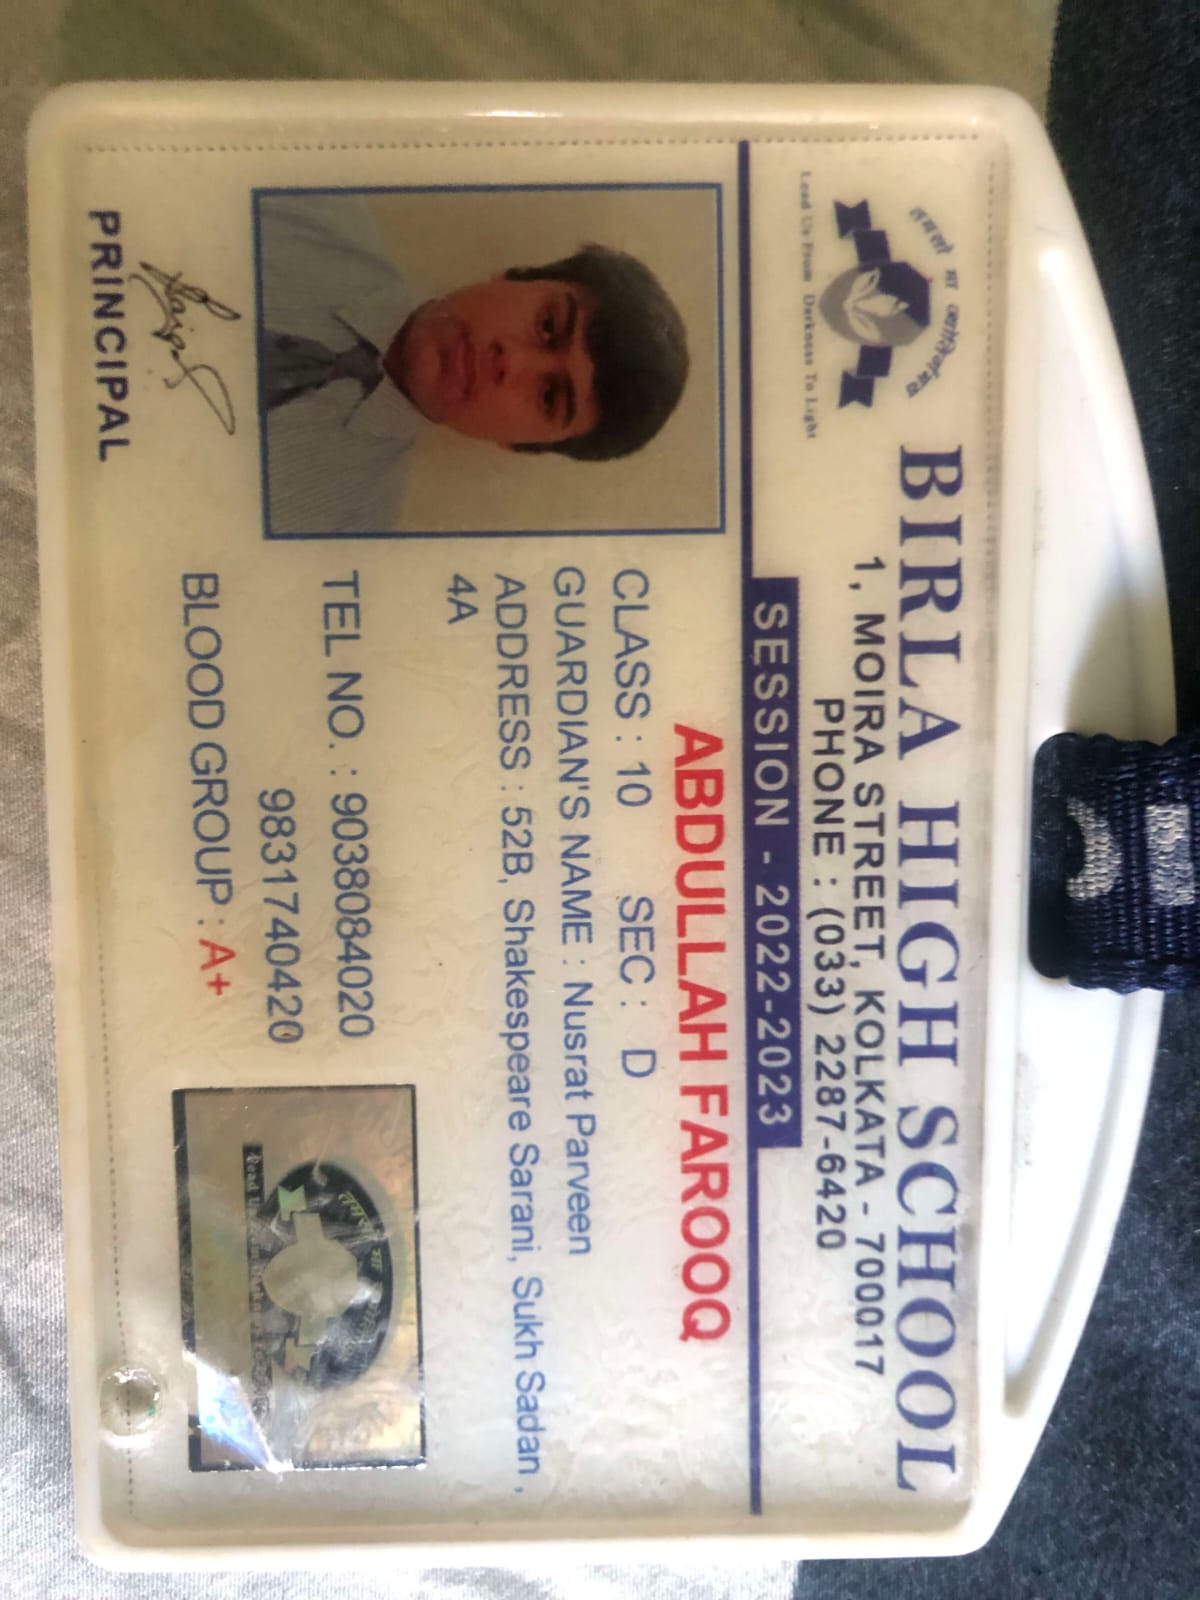 तमसो मा ज्योतिर्गमय
Lead Us From Darkness To Light
BIRLA HIGH SCHOOL
1, MOIRA STREET, KOLKATA - 700017
PHONE : (033) 2287-6420
SESSION - 2022-2023
ABDULLAH FAROOQ
CLASS : 10 SEC : D
GUARDIAN'S NAME : Nusrat Parveen
ADDRESS : 52B, Shakespeare Sarani, Sukh Sadan ,
4A
TEL NO. : 9038084020
9831740420
BLOOD GROUP : A+
PRINCIPAL